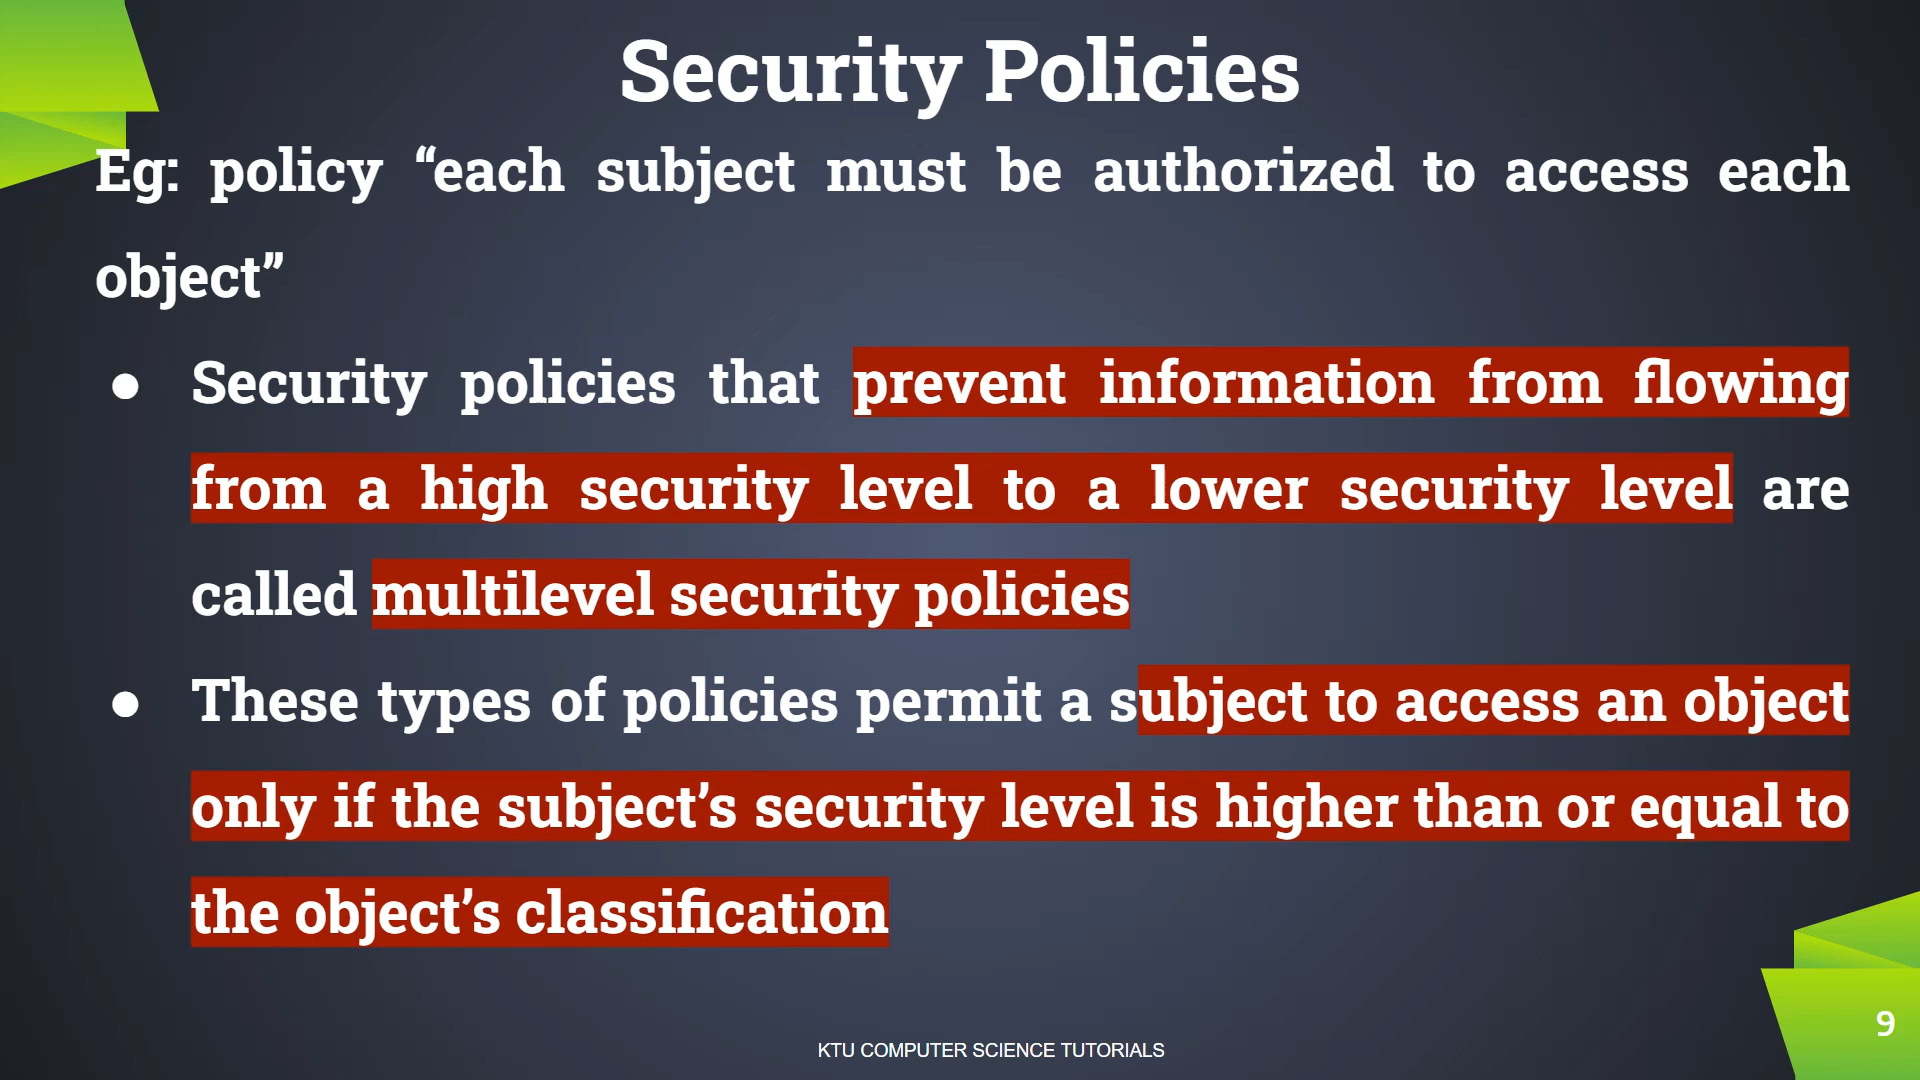 Security Policies
Eg: policy “each subject must be authorized to access each
object”
● Security policies that prevent information from flowing
from a high security level to a lower security level are
called multilevel security policies
● These types of policies permit a subject to access an object
only if the subject’s security level is higher than or equal to
the object’s classification
9
KTU COMPUTER SCIENCE TUTORIALS